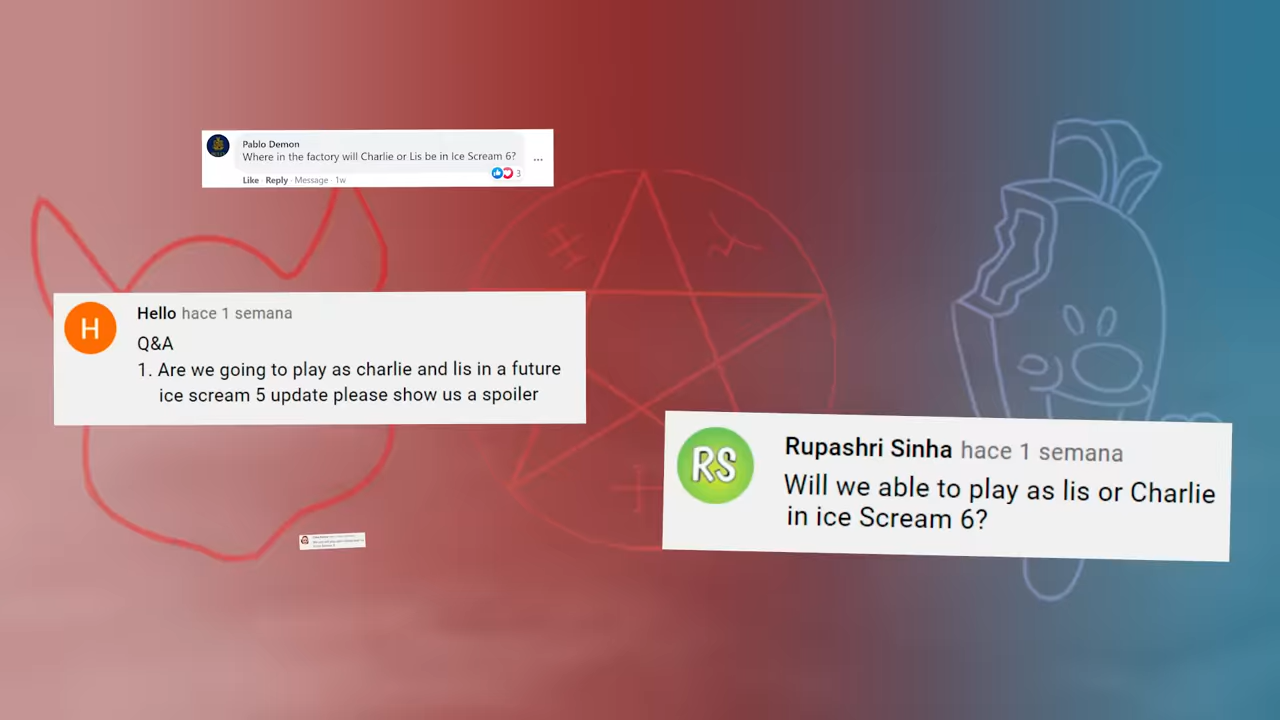 Pablo Demon
Where in the factory will Charlie or Lis be in Ice Scream 6?
3
Like · Reply · Message · 1w
H
Hello hace 1 semana
Q&A
1. Are we going to play as charlie and lis in a future
ice scream 5 update please show us a spoiler
RS
Rupashri Sinha hace 1 semana
Will we able to play as lis or Charlie
in ice Scream 6?